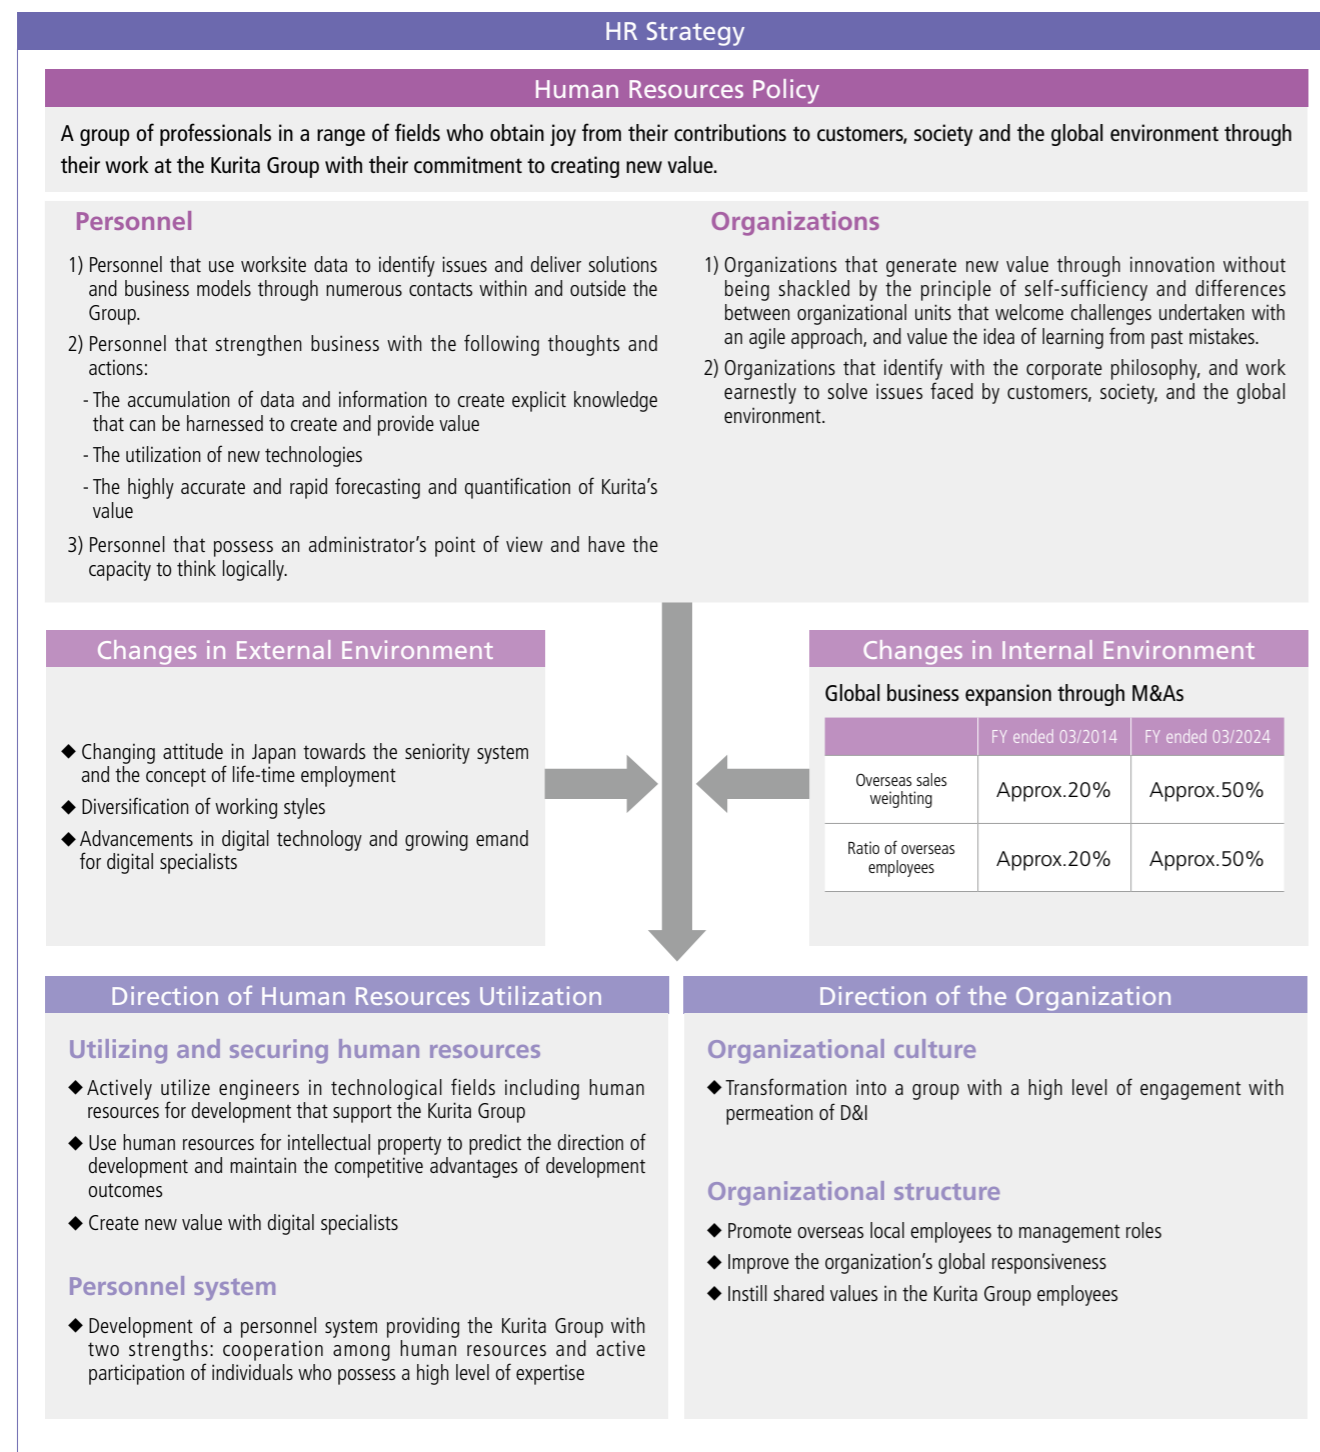 HR Strategy
Human Resources Policy
A group of professionals in a range of fields who obtain joy from their contributions to customers, society and the global environment through
their work at the Kurita Group with their commitment to creating new value.
Personnel
1) Personnel that use worksite data to identify issues and deliver solutions
and business models through numerous contacts within and outside the
Group.
2) Personnel that strengthen business with the following thoughts and
actions:
- The accumulation of data and information to create explicit knowledge
that can be harnessed to create and provide value
- The utilization of new technologies
- The highly accurate and rapid forecasting and quantification of Kurita’s
value
3) Personnel that possess an administrator’s point of view and have the
capacity to think logically.
Organizations
1) Organizations that generate new value through innovation without
being shackled by the principle of self-sufficiency and differences
between organizational units that welcome challenges undertaken with
an agile approach, and value the idea of learning from past mistakes.
2) Organizations that identify with the corporate philosophy, and work
earnestly to solve issues faced by customers, society, and the global
environment.
Changes in External Environment
◆ Changing attitude in Japan towards the seniority system
and the concept of life-time employment
◆ Diversification of working styles
◆ Advancements in digital technology and growing emand
for digital specialists
Changes in Internal Environment
Global business expansion through M&As
FY ended 03/2014 FY ended 03/2024
Overseas sales
weighting
Approx.20% Approx.50%
Ratio of overseas
employees
Approx.20% Approx.50%
Direction of Human Resources Utilization
Utilizing and securing human resources
◆ Actively utilize engineers in technological fields including human
resources for development that support the Kurita Group
◆ Use human resources for intellectual property to predict the direction of
development and maintain the competitive advantages of development
outcomes
◆ Create new value with digital specialists
Personnel system
◆ Development of a personnel system providing the Kurita Group with
two strengths: cooperation among human resources and active
participation of individuals who possess a high level of expertise
Direction of the Organization
Organizational culture
◆ Transformation into a group with a high level of engagement with
permeation of D&I
Organizational structure
◆ Promote overseas local employees to management roles
◆ Improve the organization’s global responsiveness
◆ Instill shared values in the Kurita Group employees